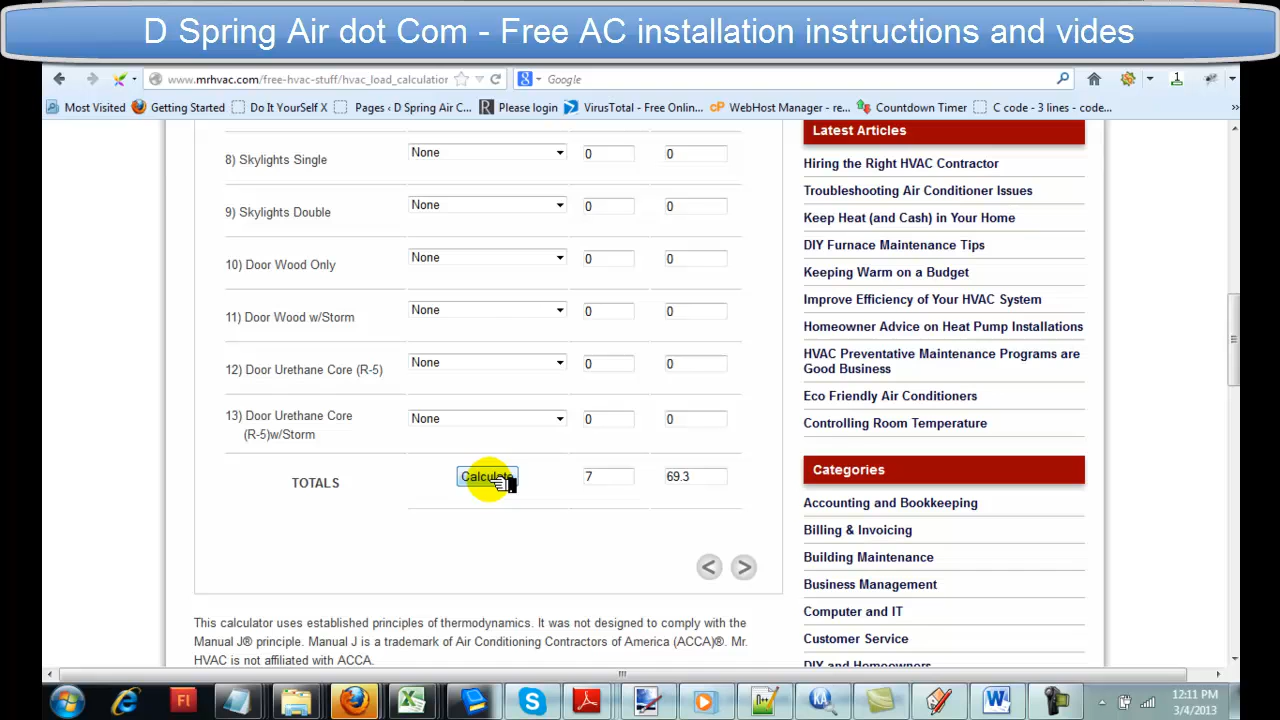 D Spring Air dot Com - Free AC installation instructions and vides
www.mrhvac.com/free-hvac-stuff/hvac_load_calculation
Google
1
Most Visited Getting Started Do It YourSelf X Pages ‹ D Spring Air C... Please login VirusTotal - Free Onlin... WebHost Manager - re... Countdown Timer C code - 3 lines - code... »
8) Skylights Single None 0 0
9) Skylights Double None 0 0
10) Door Wood Only None 0 0
11) Door Wood w/Storm None 0 0
12) Door Urethane Core (R-5) None 0 0
13) Door Urethane Core None 0 0
(R-5)w/Storm
TOTALS Calculate 7 69.3
< >
This calculator uses established principles of thermodynamics. It was not designed to comply with the
Manual J® principle. Manual J is a trademark of Air Conditioning Contractors of America (ACCA)®. Mr.
HVAC is not affiliated with ACCA.
Latest Articles
Hiring the Right HVAC Contractor
Troubleshooting Air Conditioner Issues
Keep Heat (and Cash) in Your Home
DIY Furnace Maintenance Tips
Keeping Warm on a Budget
Improve Efficiency of Your HVAC System
Homeowner Advice on Heat Pump Installations
HVAC Preventative Maintenance Programs are
Good Business
Eco Friendly Air Conditioners
Controlling Room Temperature
Categories
Accounting and Bookkeeping
Billing & Invoicing
Building Maintenance
Business Management
Computer and IT
Customer Service
DIY and Homeowners
12:11 PM
3/4/2013